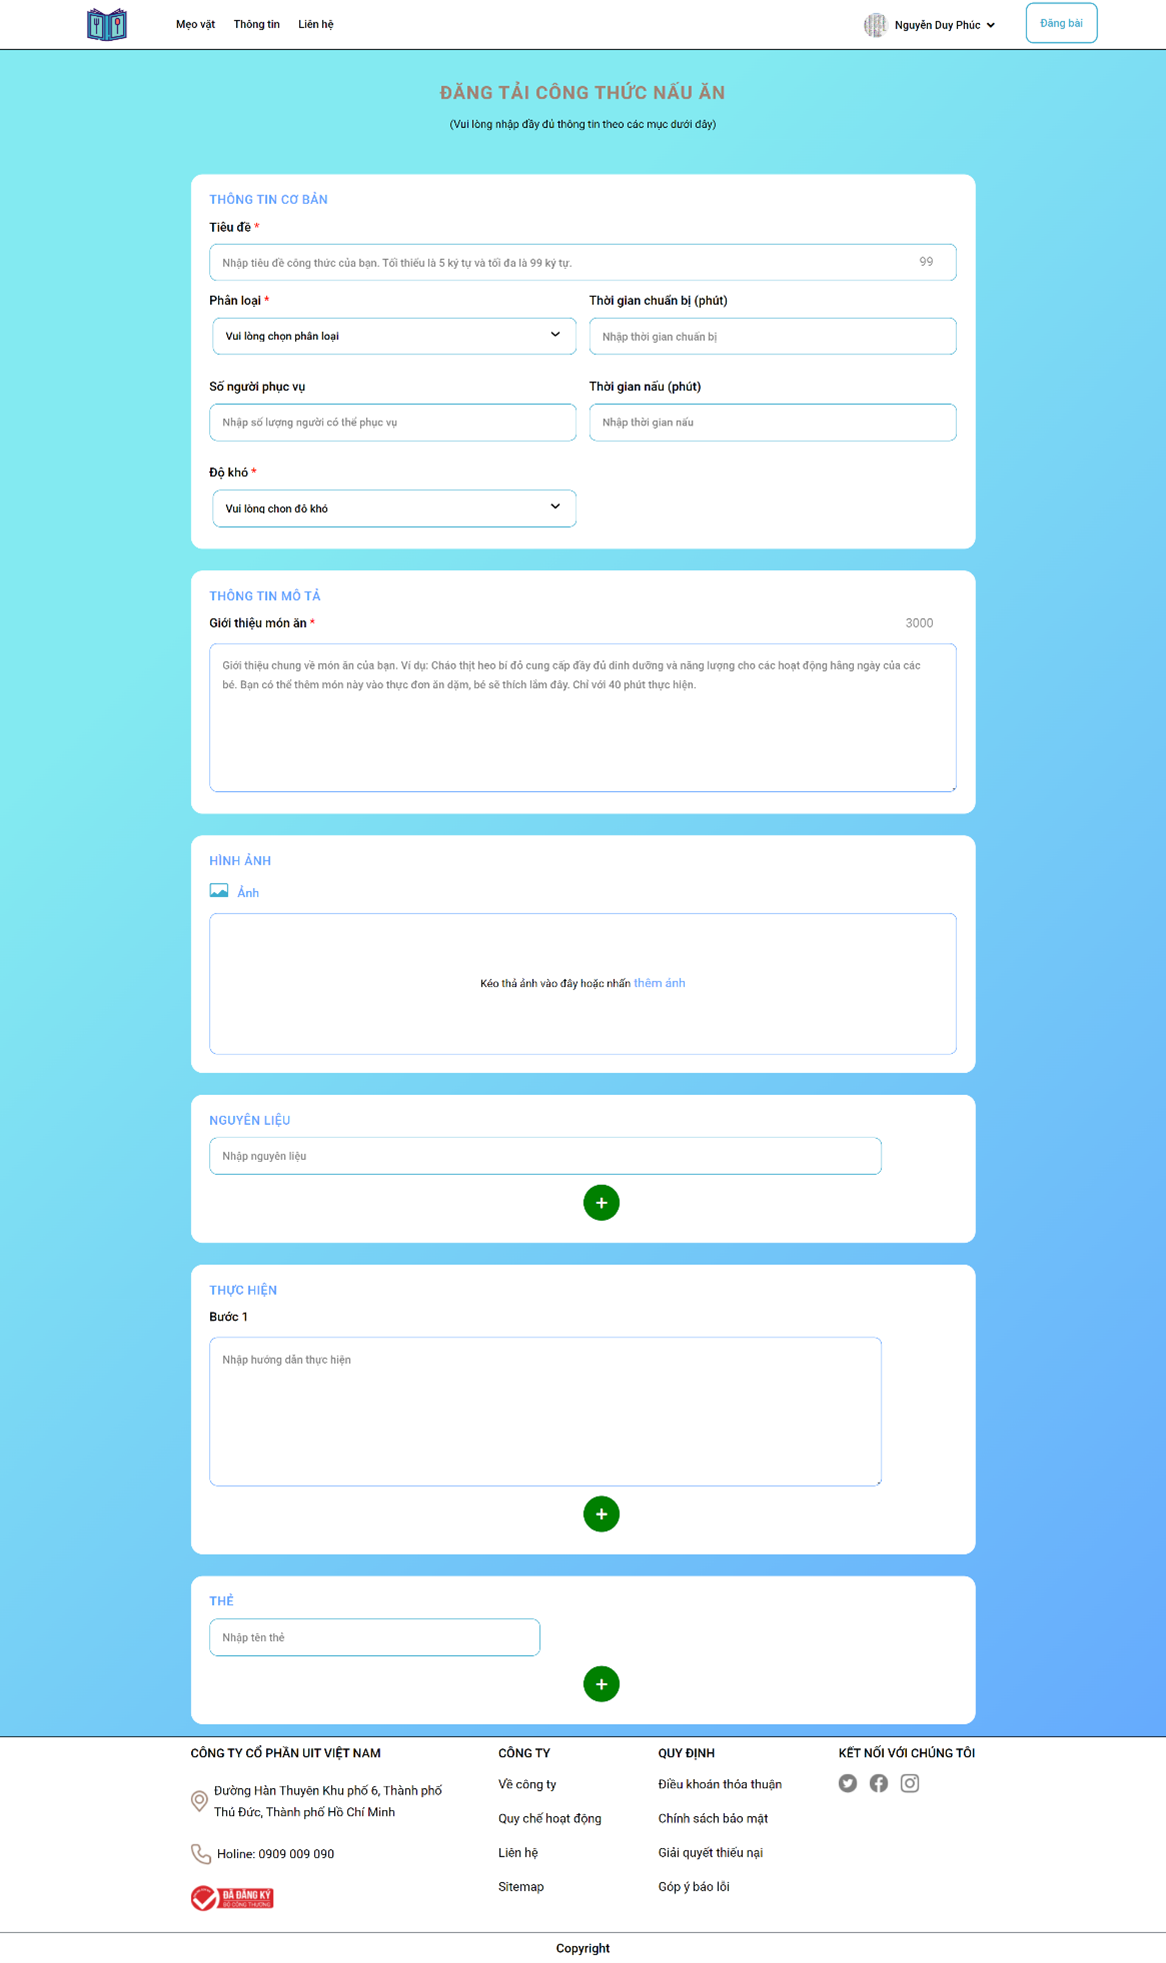 Mẹo vặt Thông tin Liên hệ Nguyễn Duy Phúc Đăng bài
ĐĂNG TẢI CÔNG THỨC NẤU ĂN
(Vui lòng nhập đầy đủ thông tin theo các mục dưới đây)
THÔNG TIN CƠ BẢN
Tiêu đề *
Nhập tiêu đề công thức của bạn. Tối thiếu là 5 ký tự và tối đa là 99 ký tự. 99
Phân loại * Thời gian chuẩn bị (phút)
Vui lòng chọn phân loại Nhập thời gian chuẩn bị
Số người phục vụ Thời gian nấu (phút)
Nhập số lượng người có thể phục vụ Nhập thời gian nấu
Độ khó *
Vui lòng chọn độ khó
THÔNG TIN MÔ TẢ
Giới thiệu món ăn * 3000
Giới thiệu chung về món ăn của bạn. Ví dụ: Cháo thịt heo bí đỏ cung cấp đầy đủ dinh dưỡng và năng lượng cho các hoạt động hằng ngày của các
bé. Bạn có thể thêm món này vào thực đơn ăn dặm, bé sẽ thích lắm đây. Chỉ với 40 phút thực hiện.
HÌNH ẢNH
Ảnh
Kéo thả ảnh vào đây hoặc nhấn thêm ảnh
NGUYÊN LIỆU
Nhập nguyên liệu
+
THỰC HIỆN
Bước 1
Nhập hướng dẫn thực hiện
+
THẺ
Nhập tên thẻ
+
CÔNG TY CỔ PHẦN UIT VIỆT NAM
Đường Hàn Thuyên Khu phố 6, Thành phố
Thủ Đức, Thành phố Hồ Chí Minh
Holine: 0909 009 090
ĐÃ ĐĂNG KÝ
BỘ CÔNG THƯƠNG
CÔNG TY
Về công ty
Quy chế hoạt động
Liên hệ
Sitemap
QUY ĐỊNH
Điều khoản thỏa thuận
Chính sách bảo mật
Giải quyết thiếu nại
Góp ý báo lỗi
KẾT NỐI VỚI CHÚNG TÔI
Copyright